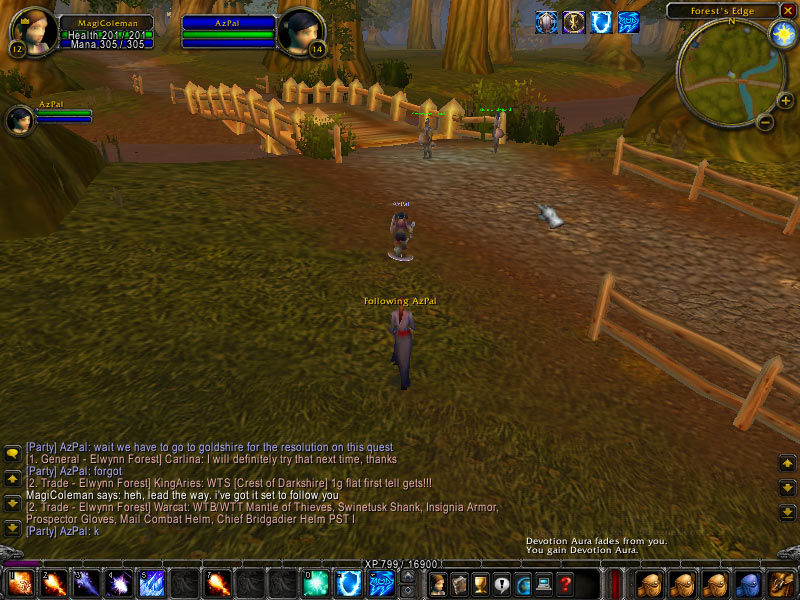 MagiColeman
Health 201 / 201
Mana 305 / 305
12
AzPal
14
Forest's Edge
N
AzPal
AzPal
Following AzPal
[Party] AzPal: wait we have to go to goldshire for the resolution on this quest
[1. General - Elwynn Forest] Carlina: I will definitely try that next time, thanks
[Party] AzPal: forgot
[2. Trade - Elwynn Forest] KingAries: WTS [Crest of Darkshire] 1g flat first tell gets!!!
MagiColeman says: heh, lead the way. i've got it set to follow you
[2. Trade - Elwynn Forest] Warcat: WTB/WTT Mantle of Thieves, Swinetusk Shank, Insignia Armor,
Prospector Gloves, Mail Combat Helm, Chief Bridgadier Helm PST I
[Party] AzPal: k
Devotion Aura fades from you.
You gain Devotion Aura.
XP 799 / 16900